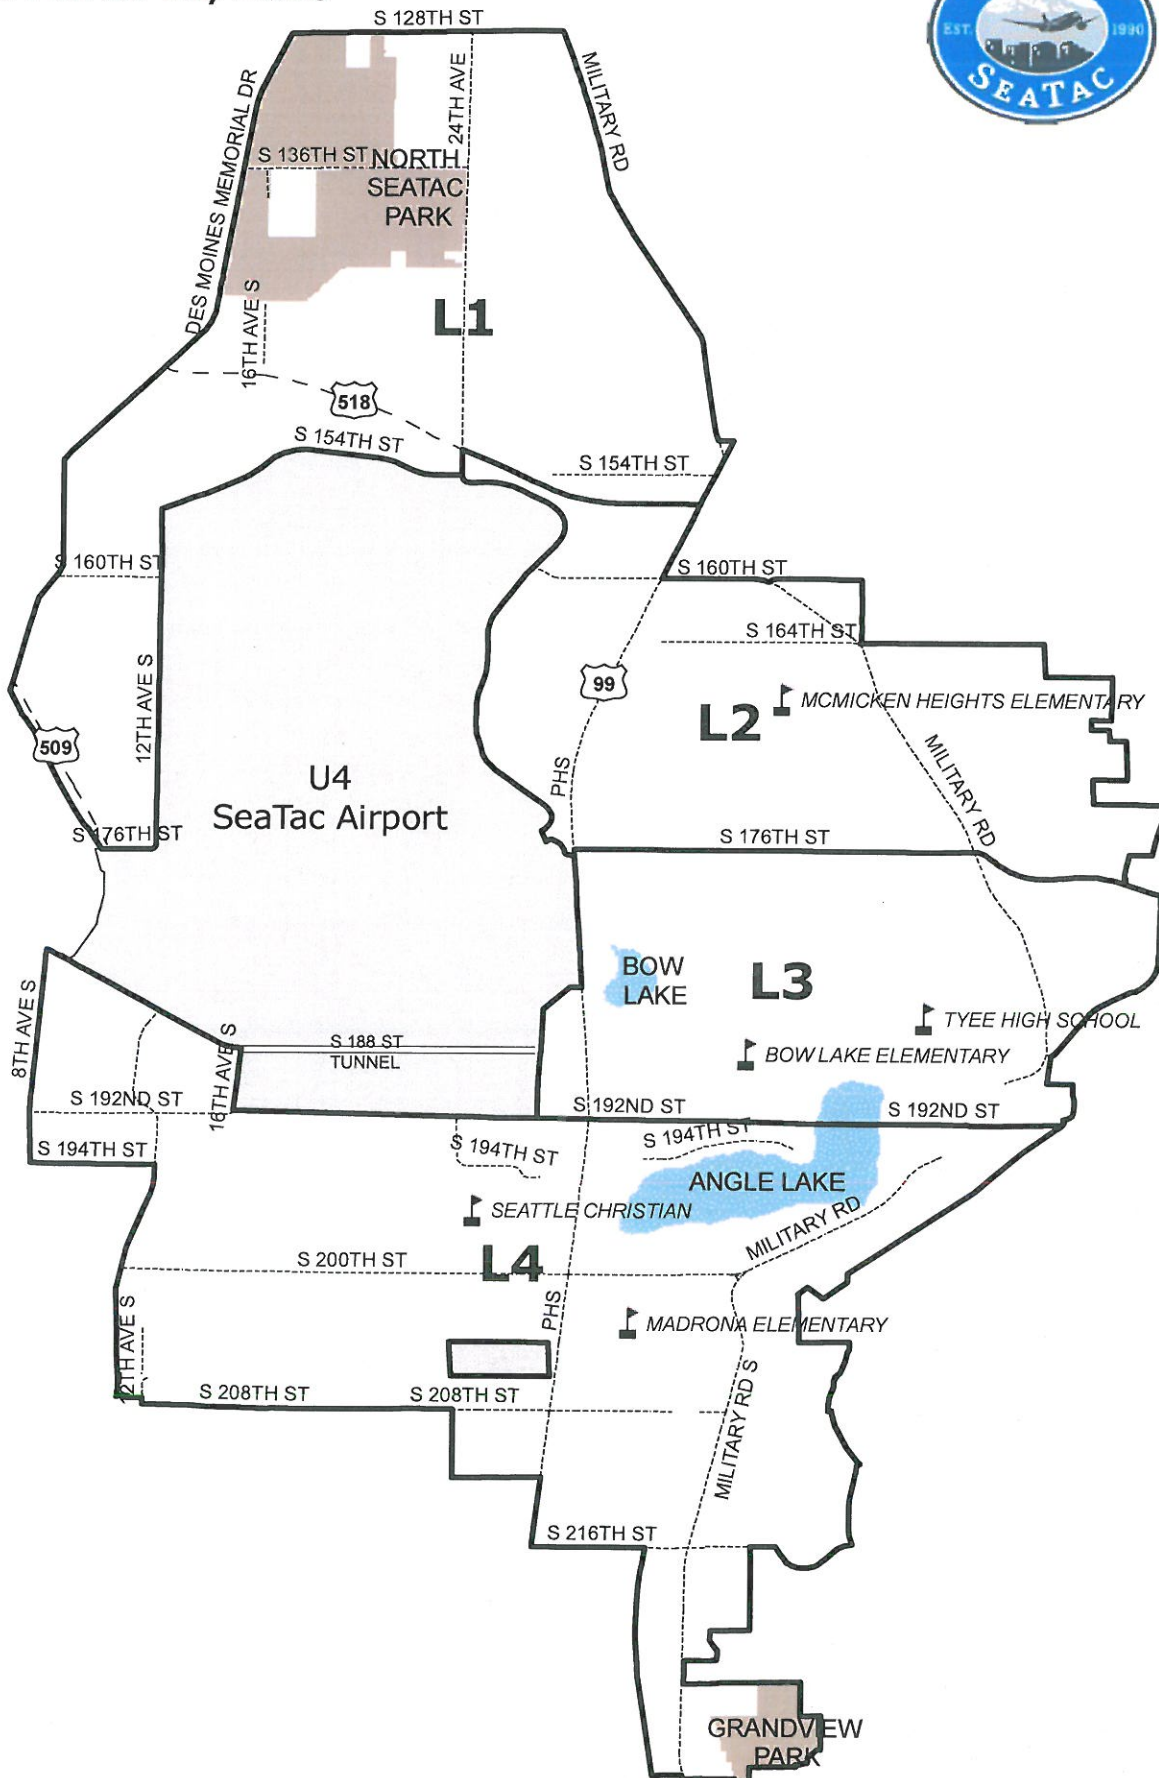 S 128TH ST
EST. 1990
SEATAC
DES MOINES MEMORIAL DR
24TH AVE
MILITARY RD
S 136TH ST
NORTH
SEATAC
PARK
16TH AVE S
L1
518
S 154TH ST
S 154TH ST
S 160TH ST
S 160TH ST
S 164TH ST
12TH AVE S
99
MCMICKEN HEIGHTS ELEMENTARY
L2
509
MILITARY RD
PHS
U4
SeaTac Airport
S 176TH ST
S 176TH ST
BOW
LAKE
L3
8TH AVE S
TYEE HIGH SCHOOL
16TH AVE S
S 188 ST
TUNNEL
BOW LAKE ELEMENTARY
S 192ND ST
S 192ND ST
S 192ND ST
S 194TH ST
S 194TH ST
S 194TH ST
ANGLE LAKE
SEATTLE CHRISTIAN
MILITARY RD
S 200TH ST
L4
12TH AVE S
PHS
MADRONA ELEMENTARY
S 208TH ST
S 208TH ST
MILITARY RD S
S 216TH ST
GRANDVIEW
PARK